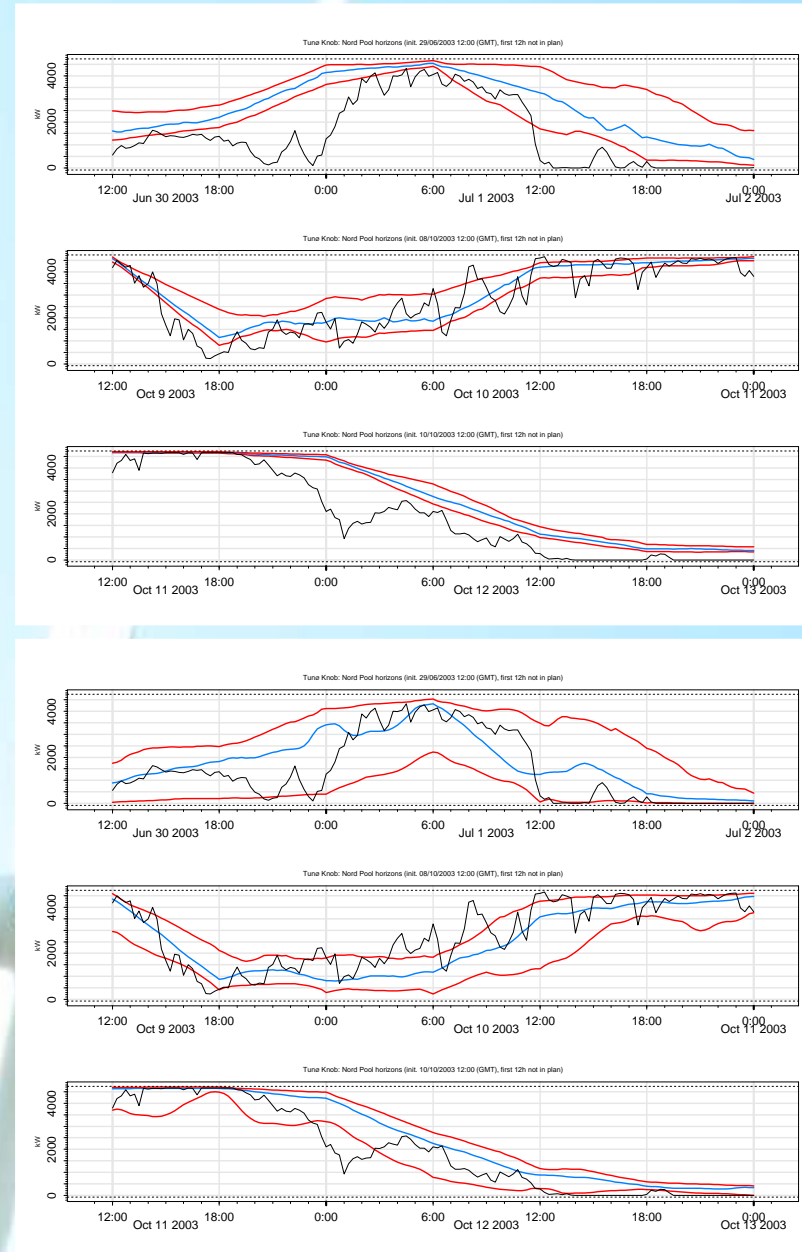 Tunø Knob: Nord Pool horizons (init. 29/06/2003 12:00 (GMT), first 12h not in plan)
kW
0 2000 4000
12:00 18:00 0:00 6:00 12:00 18:00 0:00
Jun 30 2003 Jul 1 2003 Jul 2 2003
Tunø Knob: Nord Pool horizons (init. 08/10/2003 12:00 (GMT), first 12h not in plan)
kW
0 2000 4000
12:00 18:00 0:00 6:00 12:00 18:00 0:00
Oct 9 2003 Oct 10 2003 Oct 11 2003
Tunø Knob: Nord Pool horizons (init. 10/10/2003 12:00 (GMT), first 12h not in plan)
kW
0 2000 4000
12:00 18:00 0:00 6:00 12:00 18:00 0:00
Oct 11 2003 Oct 12 2003 Oct 13 2003
Tunø Knob: Nord Pool horizons (init. 29/06/2003 12:00 (GMT), first 12h not in plan)
kW
0 2000 4000
12:00 18:00 0:00 6:00 12:00 18:00 0:00
Jun 30 2003 Jul 1 2003 Jul 2 2003
Tunø Knob: Nord Pool horizons (init. 08/10/2003 12:00 (GMT), first 12h not in plan)
kW
0 2000 4000
12:00 18:00 0:00 6:00 12:00 18:00 0:00
Oct 9 2003 Oct 10 2003 Oct 11 2003
Tunø Knob: Nord Pool horizons (init. 10/10/2003 12:00 (GMT), first 12h not in plan)
kW
0 2000 4000
12:00 18:00 0:00 6:00 12:00 18:00 0:00
Oct 11 2003 Oct 12 2003 Oct 13 2003